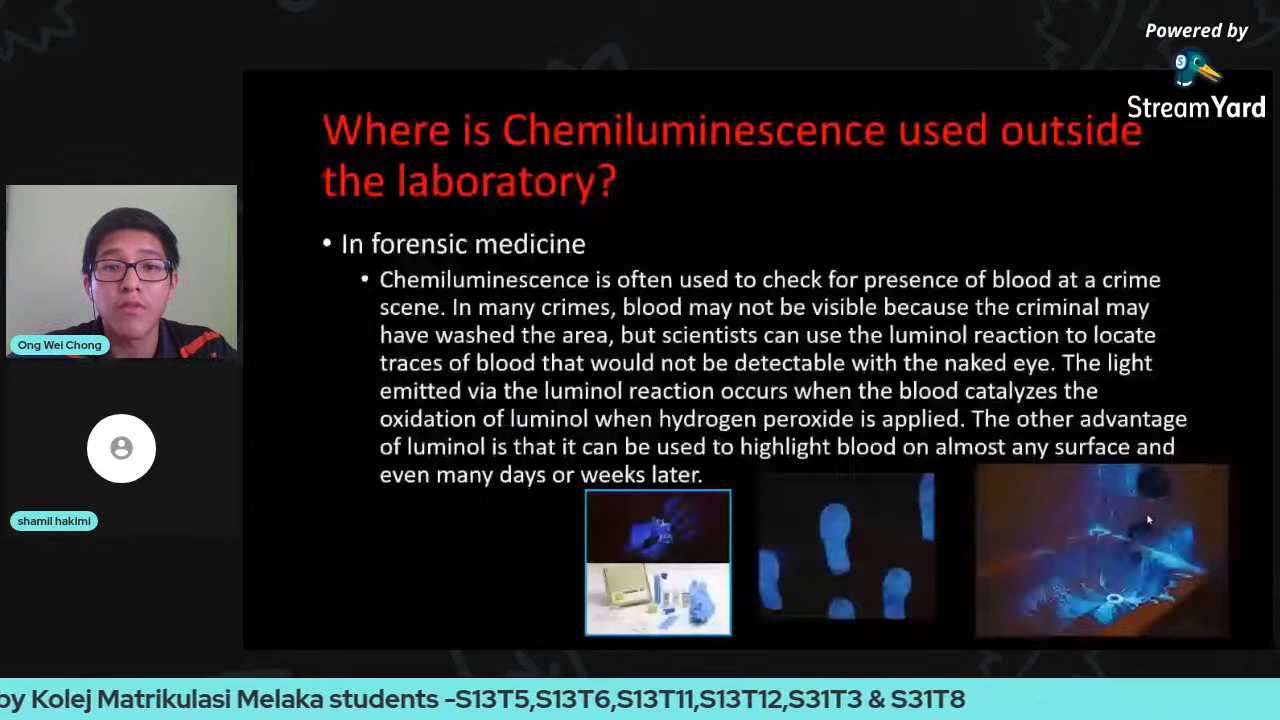 Powered by
StreamYard
Where is Chemiluminescence used outside
the laboratory?
• In forensic medicine
• Chemiluminescence is often used to check for presence of blood at a crime
scene. In many crimes, blood may not be visible because the criminal may
have washed the area, but scientists can use the luminol reaction to locate
traces of blood that would not be detectable with the naked eye. The light
emitted via the luminol reaction occurs when the blood catalyzes the
oxidation of luminol when hydrogen peroxide is applied. The other advantage
of luminol is that it can be used to highlight blood on almost any surface and
even many days or weeks later.
Ong Wei Chong
shamil hakimi
by Kolej Matrikulasi Melaka students -S13T5,S13T6,S13T11,S13T12,S31T3 & S31T8